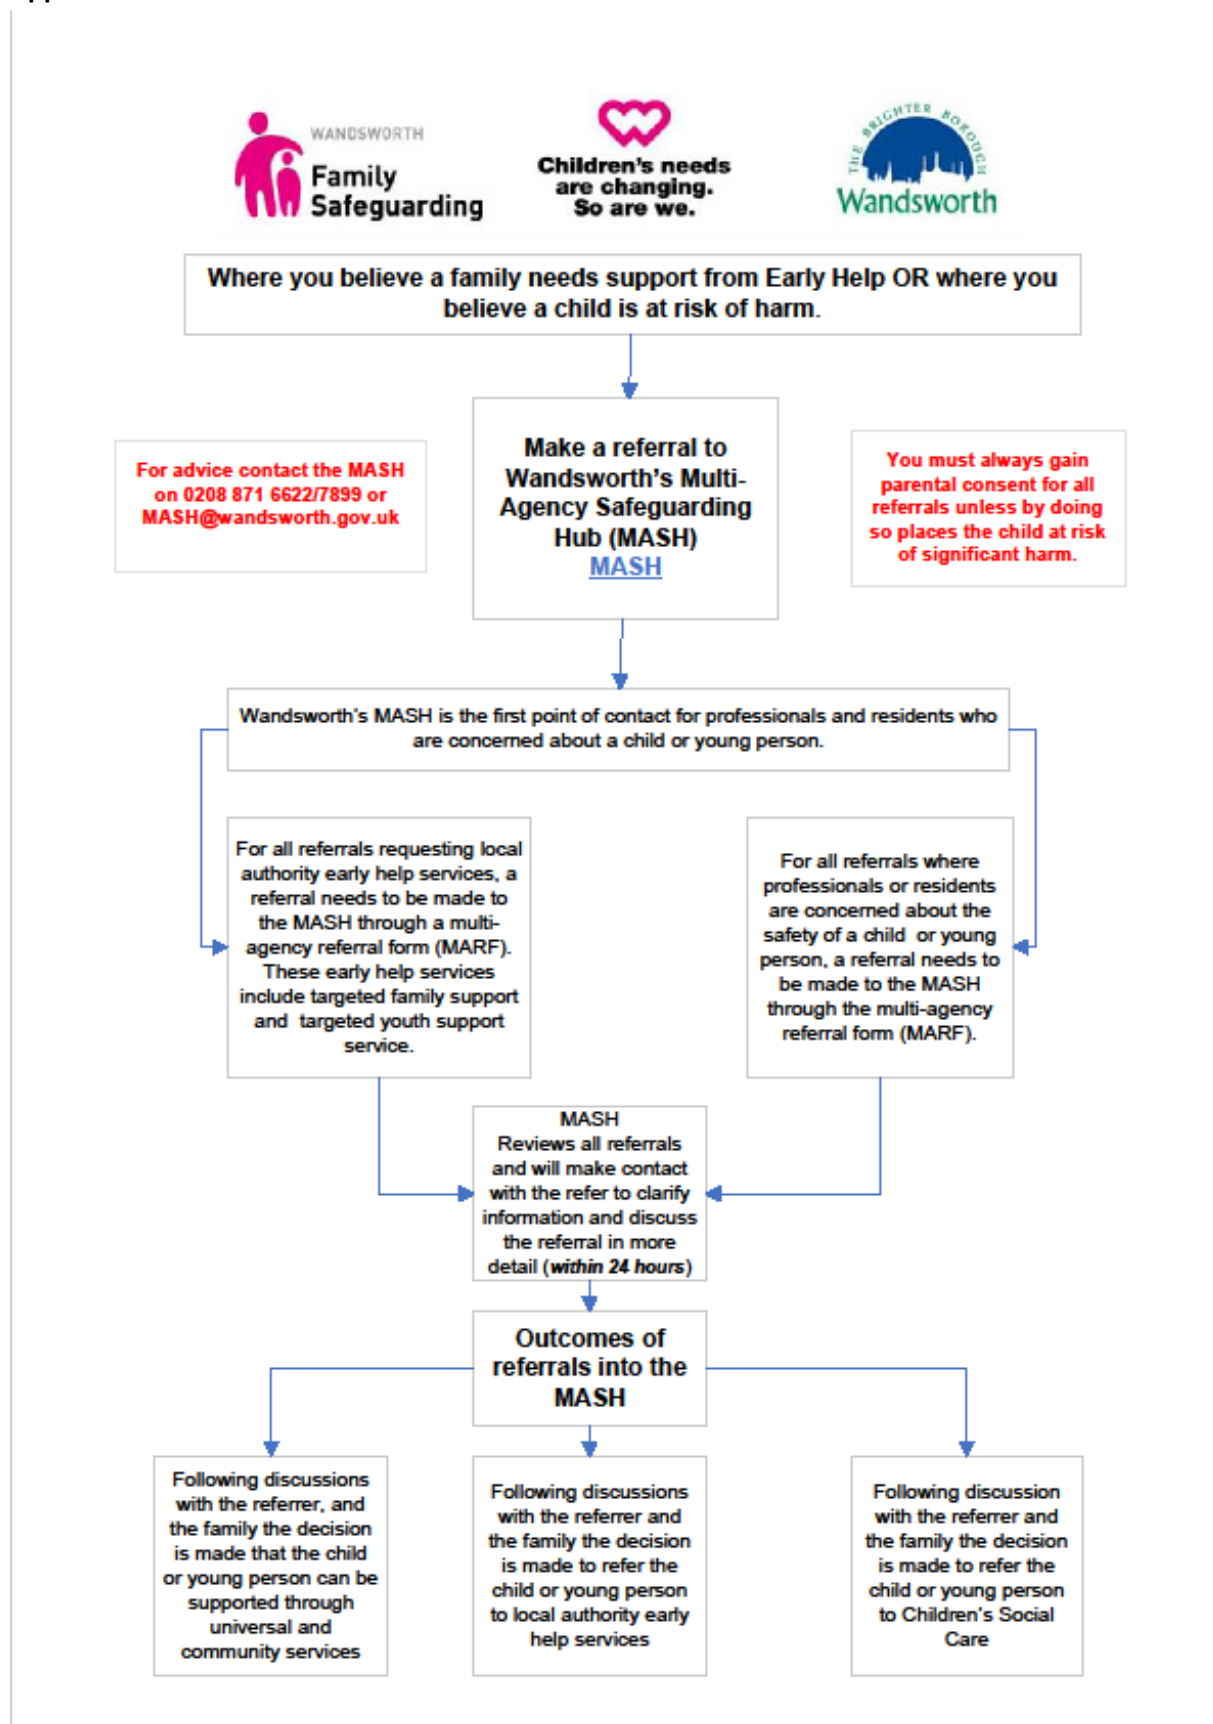 WANDSWORTH
Family
Safeguarding
Children's needs
are changing.
So are we.
THE BRIGHTER BOROUGH
Wandsworth
Where you believe a family needs support from Early Help OR where you
believe a child is at risk of harm.
For advice contact the MASH
on 0208 871 6622/7899 or
MASH@wandsworth.gov.uk
Make a referral to
Wandsworth's Multi-
Agency Safeguarding
Hub (MASH)
MASH
You must always gain
parental consent for all
referrals unless by doing
so places the child at risk
of significant harm.
Wandsworth's MASH is the first point of contact for professionals and residents who
are concerned about a child or young person.
For all referrals requesting local
authority early help services, a
referral needs to be made to
the MASH through a multi-
agency referral form (MARF).
These early help services
include targeted family support
and targeted youth support
service.
For all referrals where
professionals or residents
are concerned about the
safety of a child or young
person, a referral needs to
be made to the MASH
through the multi-agency
referral form (MARF).
MASH
Reviews all referrals
and will make contact
with the refer to clarify
information and discuss
the referral in more
detail (within 24 hours)
Outcomes of
referrals into the
MASH
Following discussions
with the referrer, and
the family the decision
is made that the child
or young person can be
supported through
universal and
community services
Following discussions
with the referrer and
the family the decision
is made to refer the
child or young person
to local authority early
help services
Following discussion
with the referrer and
the family the decision
is made to refer the
child or young person
to Children's Social
Care